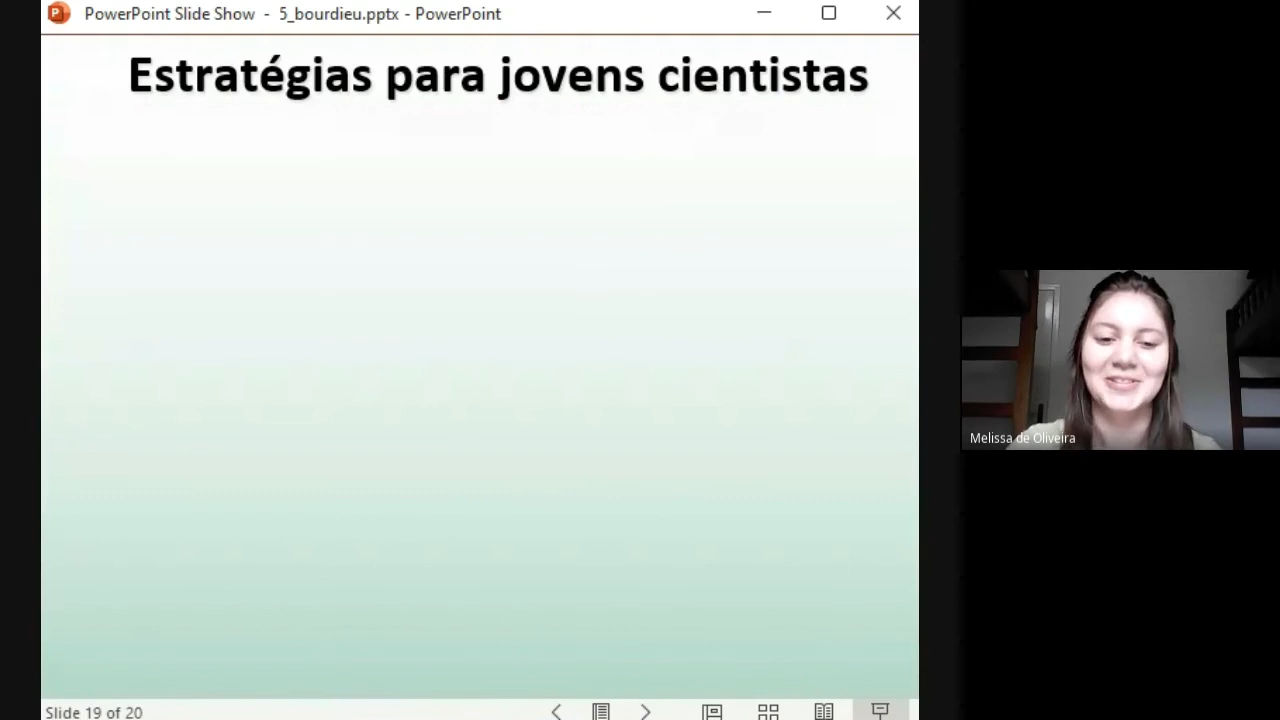 PowerPoint Slide Show - 5_bourdieu.pptx - PowerPoint
Estratégias para jovens cientistas
Melissa de Oliveira
Slide 19 of 20